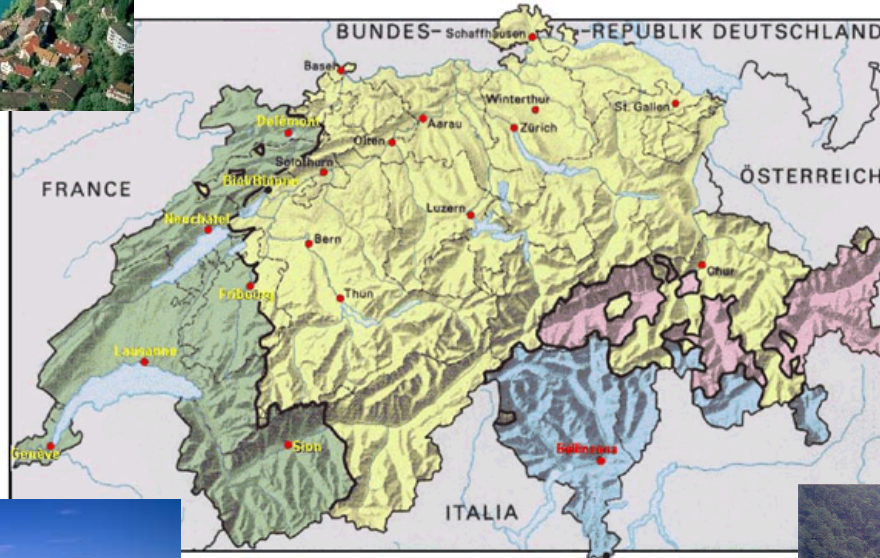 BUNDES- REPUBLIK DEUTSCHLAND
Schaffhausen
Basel
Winterthur
St. Gallen
Delémont
Aarau
Zürich
Olten
Solothurn
FRANCE
ÖSTERREICH
Biel/Bienne
Luzern
Neuchâtel
Bern
Chur
Fribourg
Thun
Lausanne
Sion
Genève
Bellinzona
ITALIA